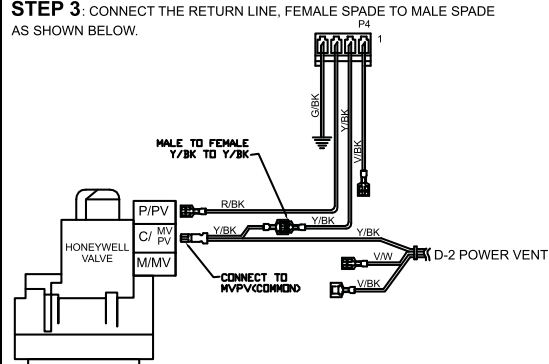 STEP 3: CONNECT THE RETURN LINE, FEMALE SPADE TO MALE SPADE
AS SHOWN BELOW.
P4
1
G/BK
Y/BK
V/BK
MALE TO FEMALE
Y/BK TO Y/BK
P/PV
R/BK
C/ MV
PV
Y/BK
Y/BK
Y/BK
HONEYWELL
VALVE
M/MV
V/W
D-2 POWER VENT
CONNECT TO
MVPV(COMMON)
V/BK